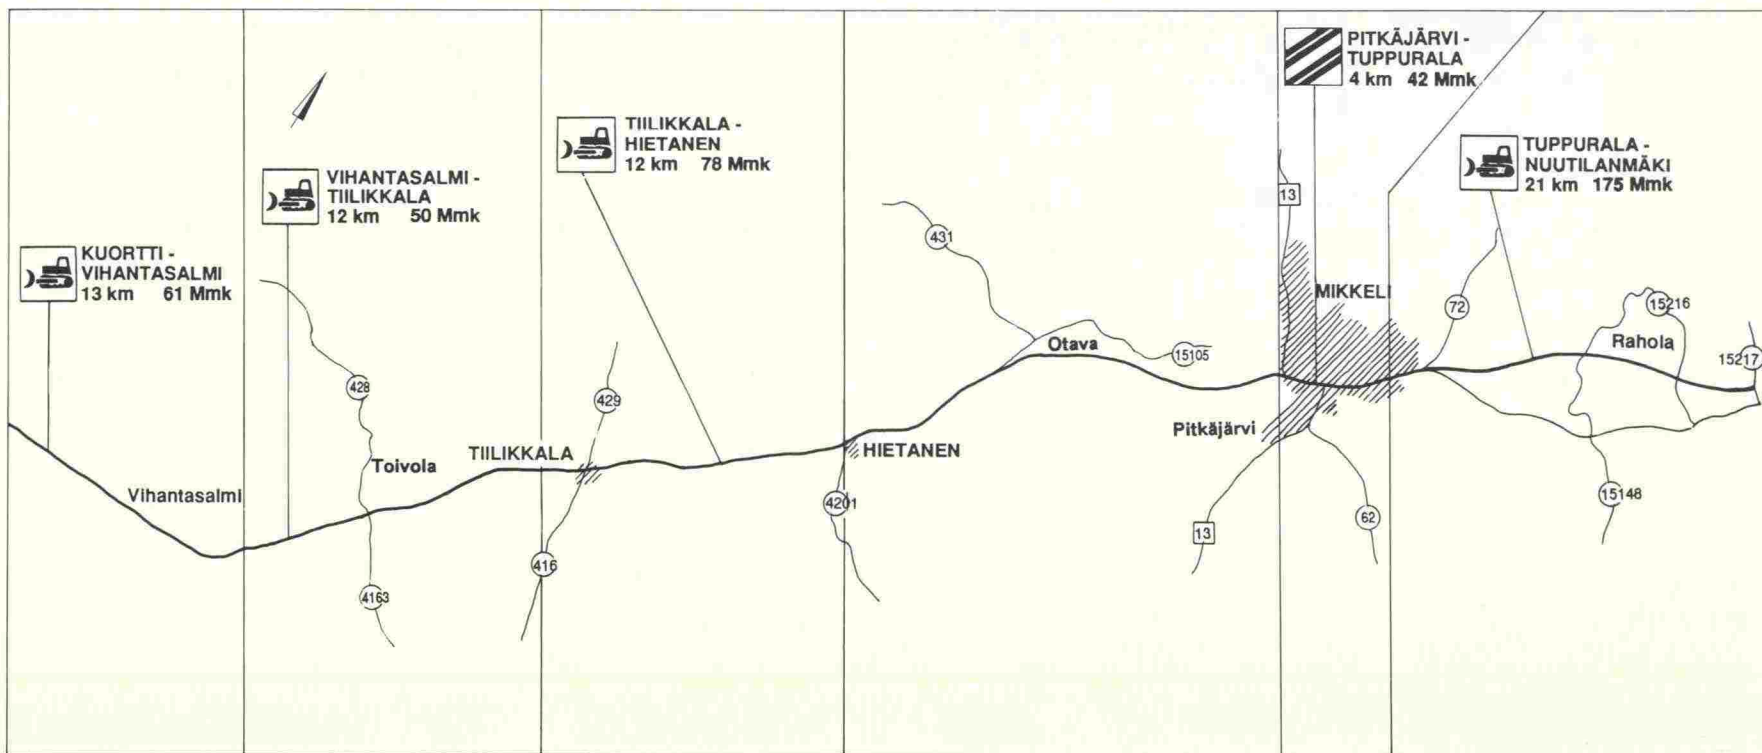 KUORTTI -
VIHANTASALMI
13 km 61 Mmk
VIHANTASALMI -
TIILIKKALA
12 km 50 Mmk
TIILIKKALA -
HIETANEN
12 km 78 Mmk
PITKÄJÄRVI -
TUPPURALA
4 km 42 Mmk
TUPPURALA -
NUUTILANMÄKI
21 km 175 Mmk
13
431
MIKKELI
72
15216
Otava
15105
Rahola
15217
428
429
Pitkäjärvi
TIILIKKALA
HIETANEN
Toivola
Vihantasalmi
4201
15148
62
13
416
4163